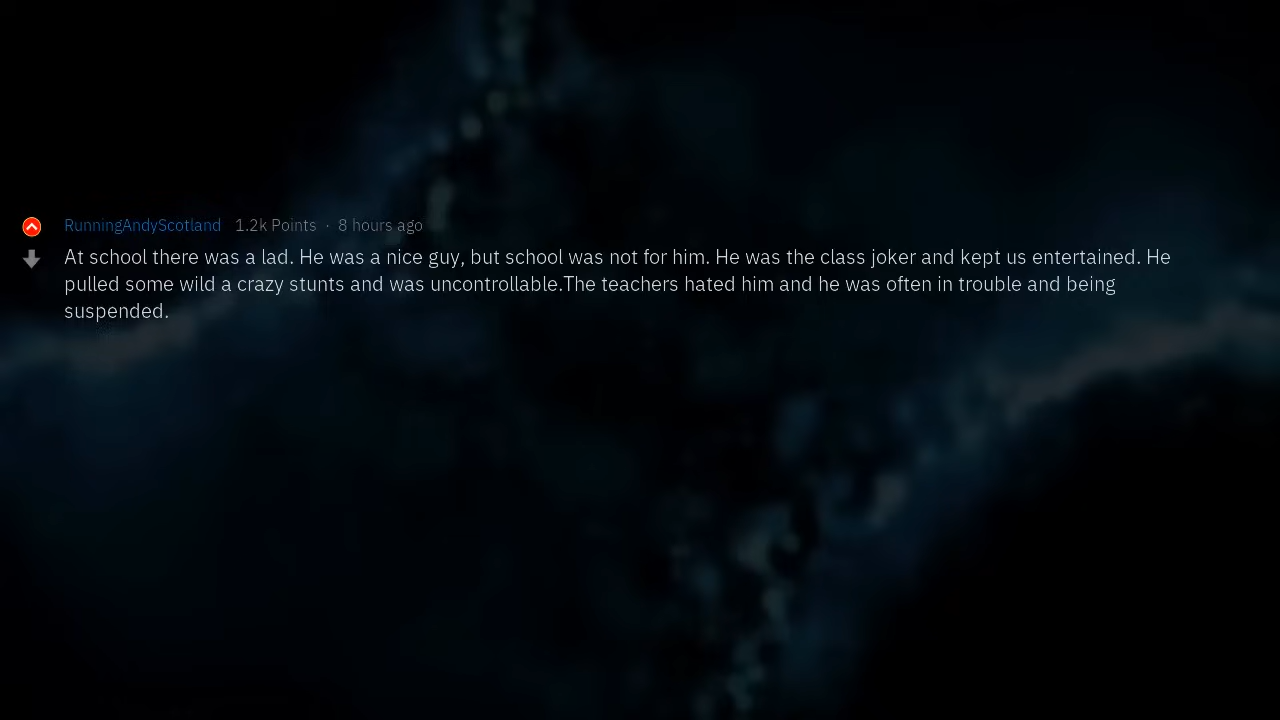 RunningAndyScotland 1.2k Points · 8 hours ago
At school there was a lad. He was a nice guy, but school was not for him. He was the class joker and kept us entertained. He
pulled some wild a crazy stunts and was uncontrollable.The teachers hated him and he was often in trouble and being
suspended.